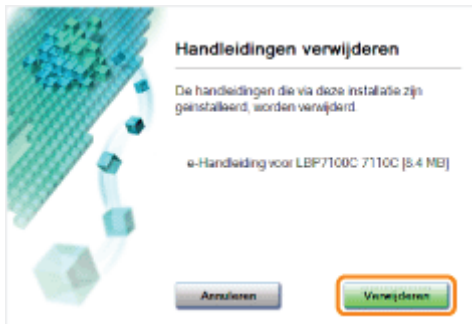 Handleidingen verwijderen
De handleidingen die via deze installatie zijn
geïnstalleerd, worden verwijderd.
e-Handleiding voor LBP7100C 7110C [8.4 MB]
Annuleren
Verwijderen